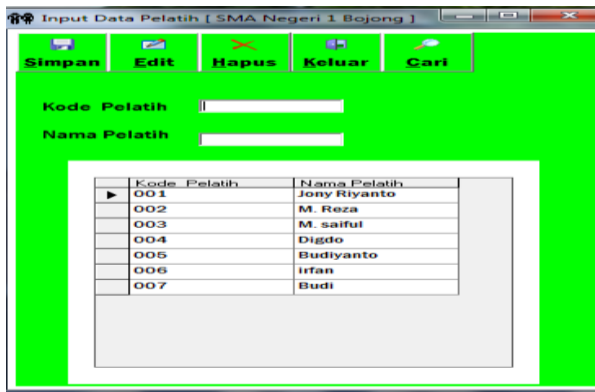 Input Data Pelatih [ SMA Negeri 1 Bojong ]
Simpan Edit Hapus Keluar Cari
Kode Pelatih
Nama Pelatih
Kode Pelatih Nama Pelatih
001 Jony Riyanto
002 M. Reza
003 M. saiful
004 Digdo
005 Budiyanto
006 irfan
007 Budi